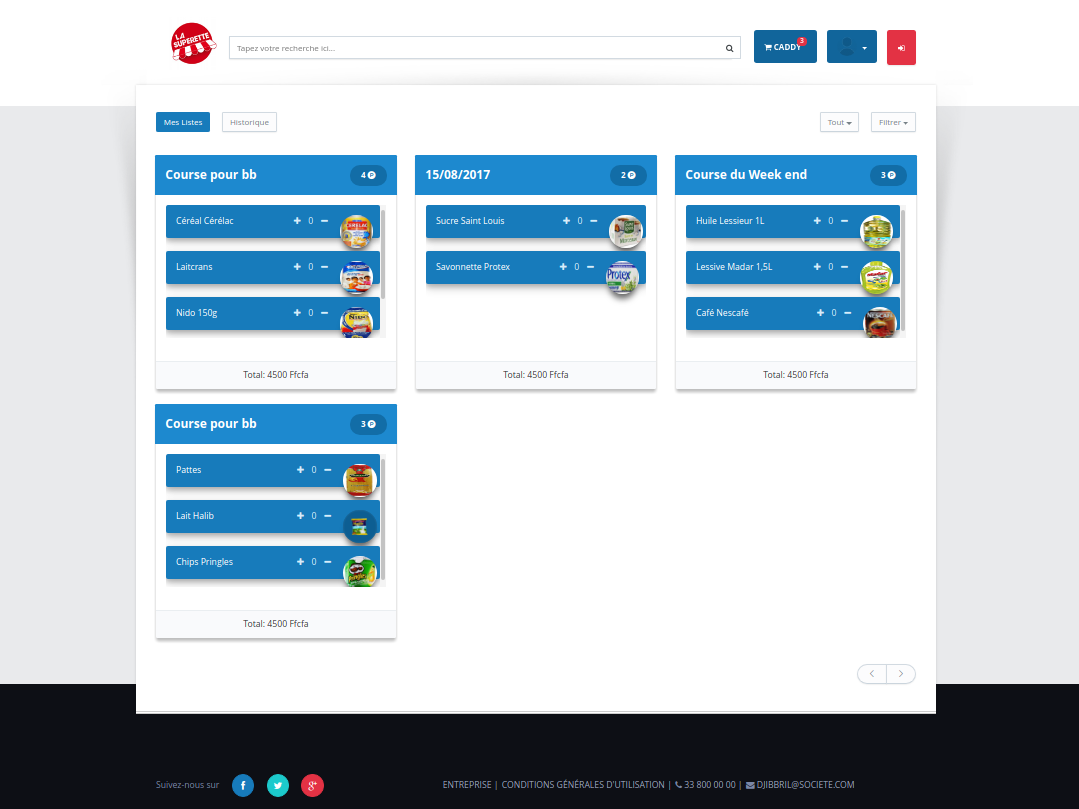 LA SUPERETTE
Tapez votre recherche ici...
CADDY 3
Mes Listes
Historique
Tout
Filtrer
Course pour bb 4 P
Céréal Cérélac 0
Laitcrans 0
Nido 150g 0
Total: 4500 Ffcfa
15/08/2017 2 P
Sucre Saint Louis 0
Savonnette Protex 0
Protex
Total: 4500 Ffcfa
Course du Week end 3 P
Huile Lessieur 1L 0
Lessive Madar 1,5L 0
Café Nescafé 0
NESCAFÉ
Total: 4500 Ffcfa
Course pour bb 3 P
Pattes 0
Lait Halib 0
Chips Pringles 0
Total: 4500 Ffcfa
Suivez-nous sur
ENTREPRISE | CONDITIONS GÉNÉRALES D'UTILISATION | 33 800 00 00 | DJIBBRIL@SOCIETE.COM